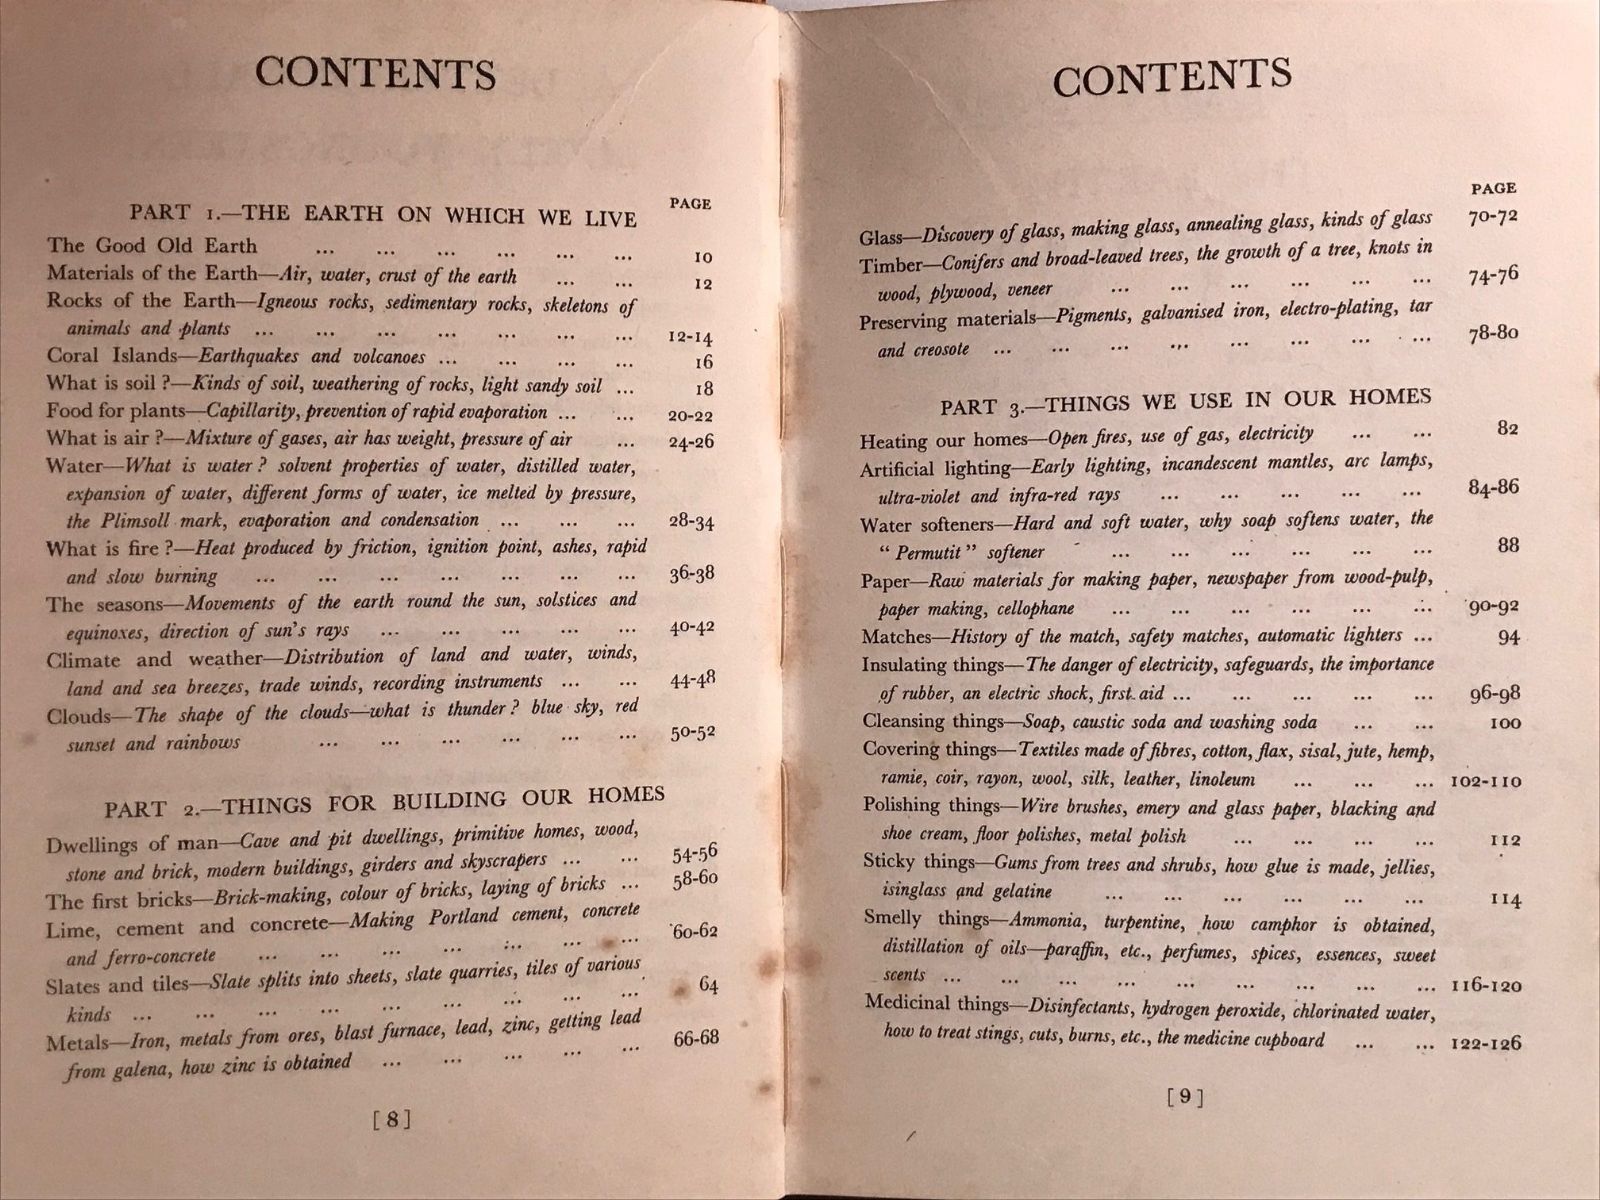 CONTENTS
PAGE
PART 1.—THE EARTH ON WHICH WE LIVE
The Good Old Earth ... ... ... ... ... ... 10
Materials of the Earth—Air, water, crust of the earth ... ... 12
Rocks of the Earth—Igneous rocks, sedimentary rocks, skeletons of
animals and plants ... ... ... ... ... ... ... 12-14
Coral Islands—Earthquakes and volcanoes ... ... ... ... 16
What is soil ?—Kinds of soil, weathering of rocks, light sandy soil ... 18
Food for plants—Capillarity, prevention of rapid evaporation ... ... 20-22
What is air ?—Mixture of gases, air has weight, pressure of air ... 24-26
Water—What is water ? solvent properties of water, distilled water,
expansion of water, different forms of water, ice melted by pressure,
the Plimsoll mark, evaporation and condensation ... ... ... 28-34
What is fire ?—Heat produced by friction, ignition point, ashes, rapid
and slow burning ... ... ... ... ... ... ... 36-38
The seasons—Movements of the earth round the sun, solstices and
equinoxes, direction of sun's rays ... ... ... ... ... 40-42
Climate and weather—Distribution of land and water, winds,
land and sea breezes, trade winds, recording instruments ... ... 44-48
Clouds—The shape of the clouds—what is thunder ? blue sky, red
sunset and rainbows ... ... ... ... ... ... 50-52
PART 2.—THINGS FOR BUILDING OUR HOMES
Dwellings of man—Cave and pit dwellings, primitive homes, wood,
stone and brick, modern buildings, girders and skyscrapers ... ... 54-56
The first bricks—Brick-making, colour of bricks, laying of bricks ... 58-60
Lime, cement and concrete—Making Portland cement, concrete
and ferro-concrete ... ... ... ... ... ... ... 60-62
Slates and tiles—Slate splits into sheets, slate quarries, tiles of various
kinds ... ... ... ... ... ... ... ... ... 64
Metals—Iron, metals from ores, blast furnace, lead, zinc, getting lead
from galena, how zinc is obtained ... ... ... ... ... 66-68
[ 8 ]
CONTENTS
PAGE
Glass—Discovery of glass, making glass, annealing glass, kinds of glass 70-72
Timber—Conifers and broad-leaved trees, the growth of a tree, knots in
wood, plywood, veneer ... ... ... ... ... ... 74-76
Preserving materials—Pigments, galvanised iron, electro-plating, tar
and creosote ... ... ... ... ... ... ... ... 78-80
PART 3.—THINGS WE USE IN OUR HOMES
Heating our homes—Open fires, use of gas, electricity ... ... 82
Artificial lighting—Early lighting, incandescent mantles, arc lamps,
ultra-violet and infra-red rays ... ... ... ... ... 84-86
Water softeners—Hard and soft water, why soap softens water, the
“ Permutit ” softener ... ... ... ... ... ... 88
Paper—Raw materials for making paper, newspaper from wood-pulp,
paper making, cellophane ... ... ... ... ... ... 90-92
Matches—History of the match, safety matches, automatic lighters ... 94
Insulating things—The danger of electricity, safeguards, the importance
of rubber, an electric shock, first aid ... ... ... ... ... 96-98
Cleansing things—Soap, caustic soda and washing soda ... ... 100
Covering things—Textiles made of fibres, cotton, flax, sisal, jute, hemp,
ramie, coir, rayon, wool, silk, leather, linoleum ... ... ... 102-110
Polishing things—Wire brushes, emery and glass paper, blacking and
shoe cream, floor polishes, metal polish ... ... ... ... 112
Sticky things—Gums from trees and shrubs, how glue is made, jellies,
isinglass and gelatine ... ... ... ... ... ... 114
Smelly things—Ammonia, turpentine, how camphor is obtained,
distillation of oils—paraffin, etc., perfumes, spices, essences, sweet
scents ... ... ... ... ... ... ... ... ... 116-120
Medicinal things—Disinfectants, hydrogen peroxide, chlorinated water,
how to treat stings, cuts, burns, etc., the medicine cupboard ... ... 122-126
[ 9 ]